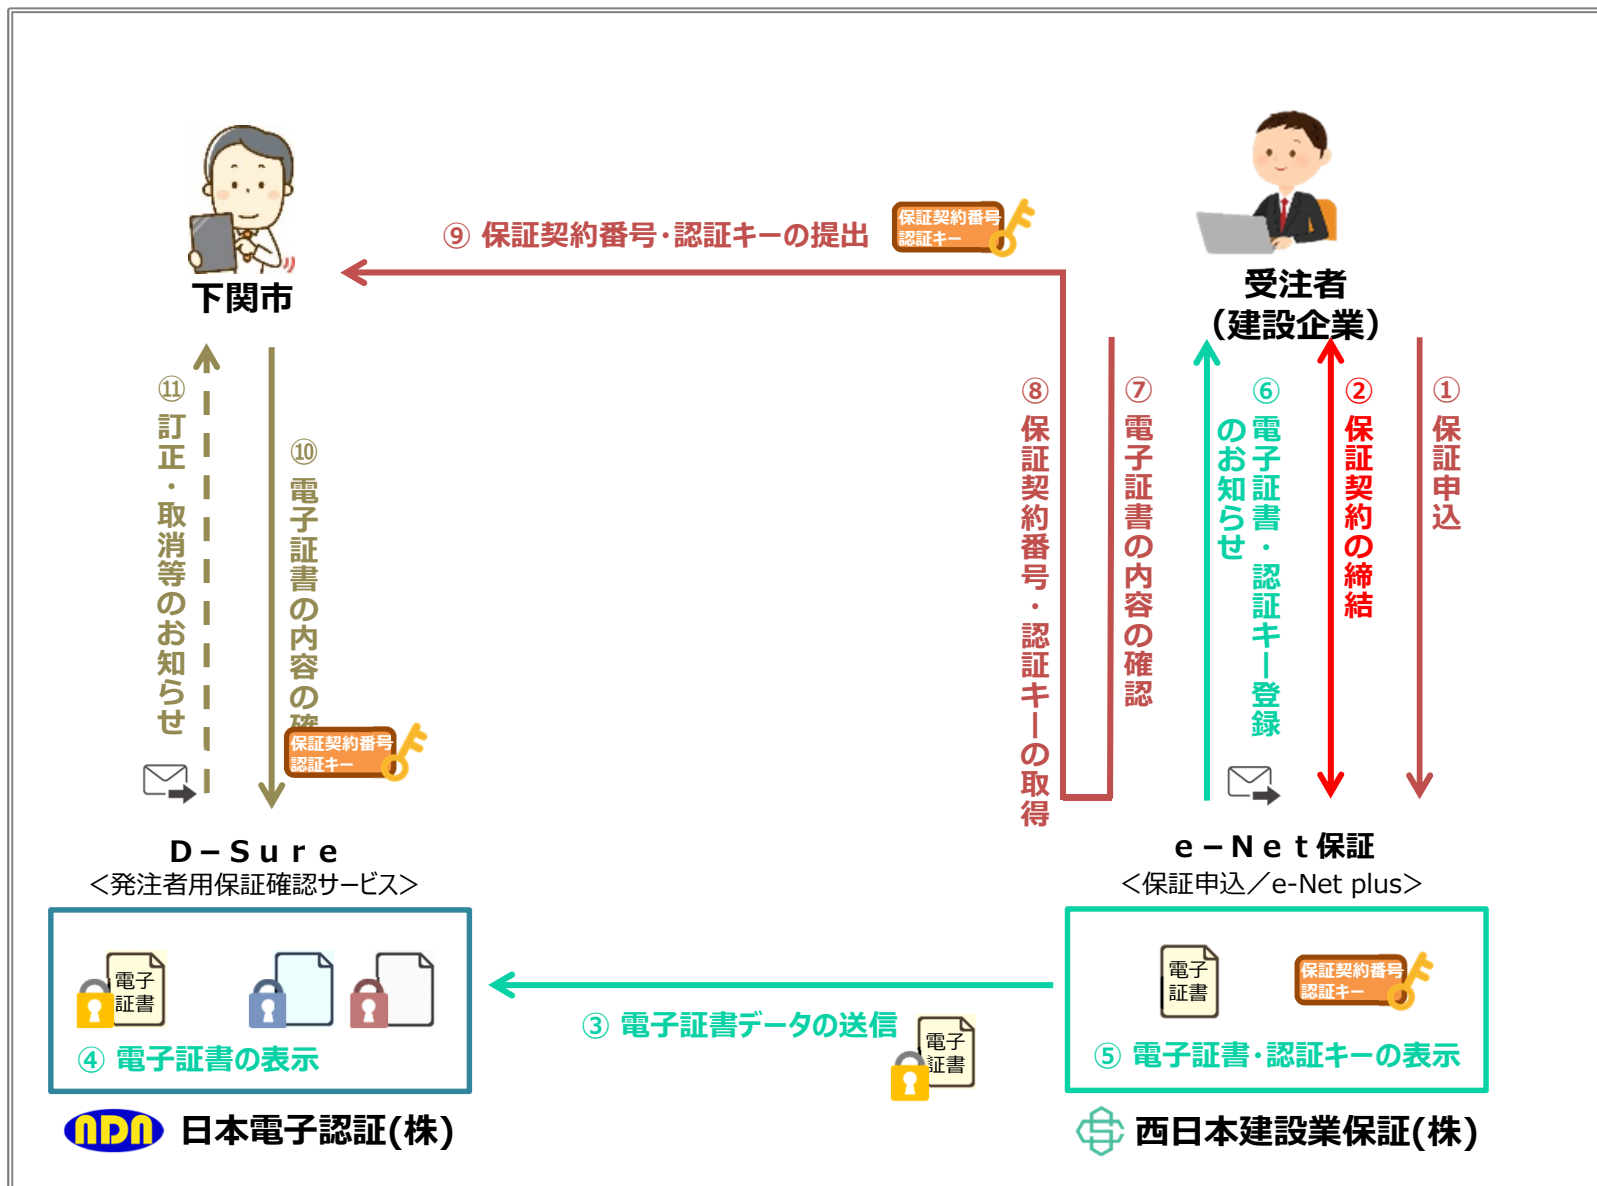 ⑨ 保証契約番号・認証キーの提出
保証契約番号
認証キー
下関市
受注者
（建設企業）
① 保証申込
② 保証契約の締結
⑥ 電子証書・認証キー登録
のお知らせ
⑦ 電子証書の内容の確認
⑧ 保証契約番号・認証キーの取得
⑩ 電子証書の内容の確
保証契約番号
認証キー
⑪ 訂正・取消等のお知らせ
D－Sure
＜発注者用保証確認サービス＞
e－Net保証
＜保証申込／e-Net plus＞
電子
証書
④ 電子証書の表示
③ 電子証書データの送信
電子
証書
電子
証書
保証契約番号
認証キー
⑤ 電子証書・認証キーの表示
NDN 日本電子認証(株)
西日本建設業保証(株)